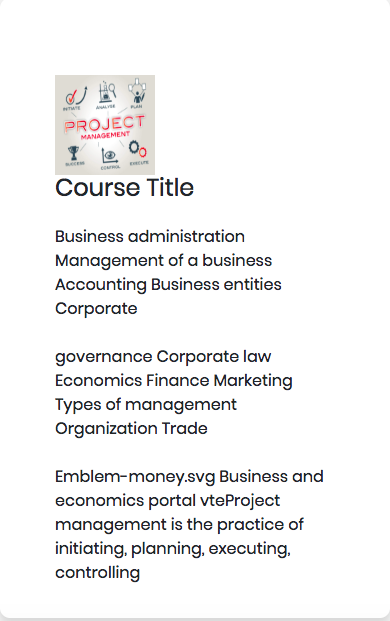 INITIATE ANALYSE PLAN
PROJECT
MANAGEMENT
SUCCESS CONTROL EXECUTE
Course Title
Business administration
Management of a business
Accounting Business entities
Corporate
governance Corporate law
Economics Finance Marketing
Types of management
Organization Trade
Emblem-money.svg Business and
economics portal vteProject
management is the practice of
initiating, planning, executing,
controlling